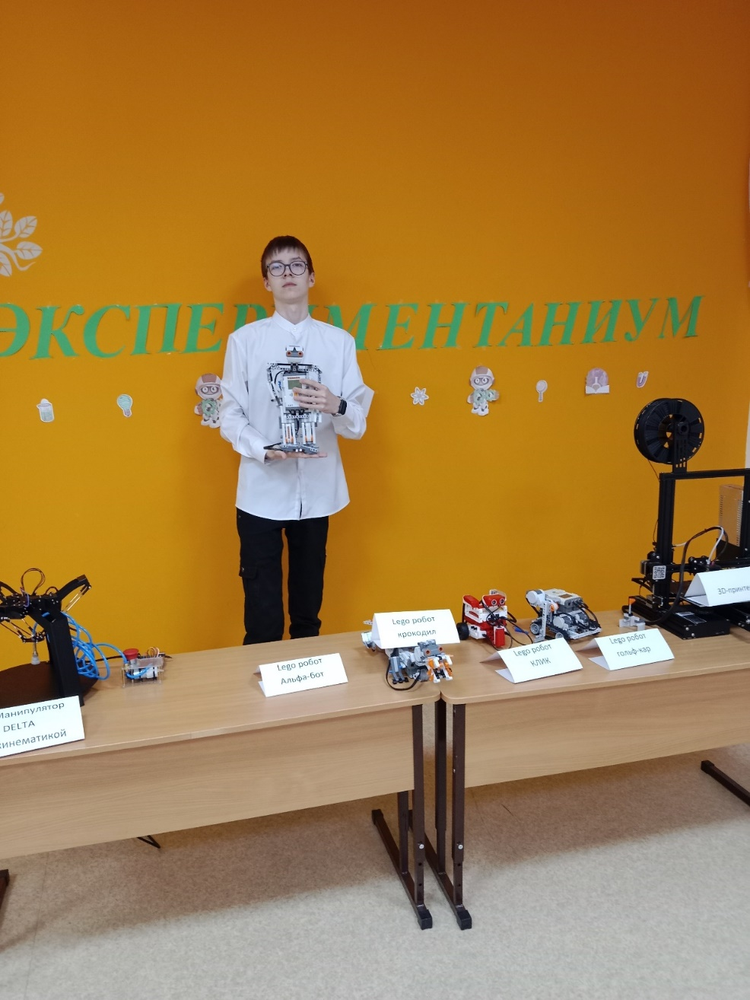 ЭКСПЕРИМЕНТАНИУМ
Манипулятор
DELTA
кинематикой
Lego робот
Альфа-бот
Lego робот
крокодил
Lego робот
КЛИК
Lego робот
гольф-кар
3D-принте